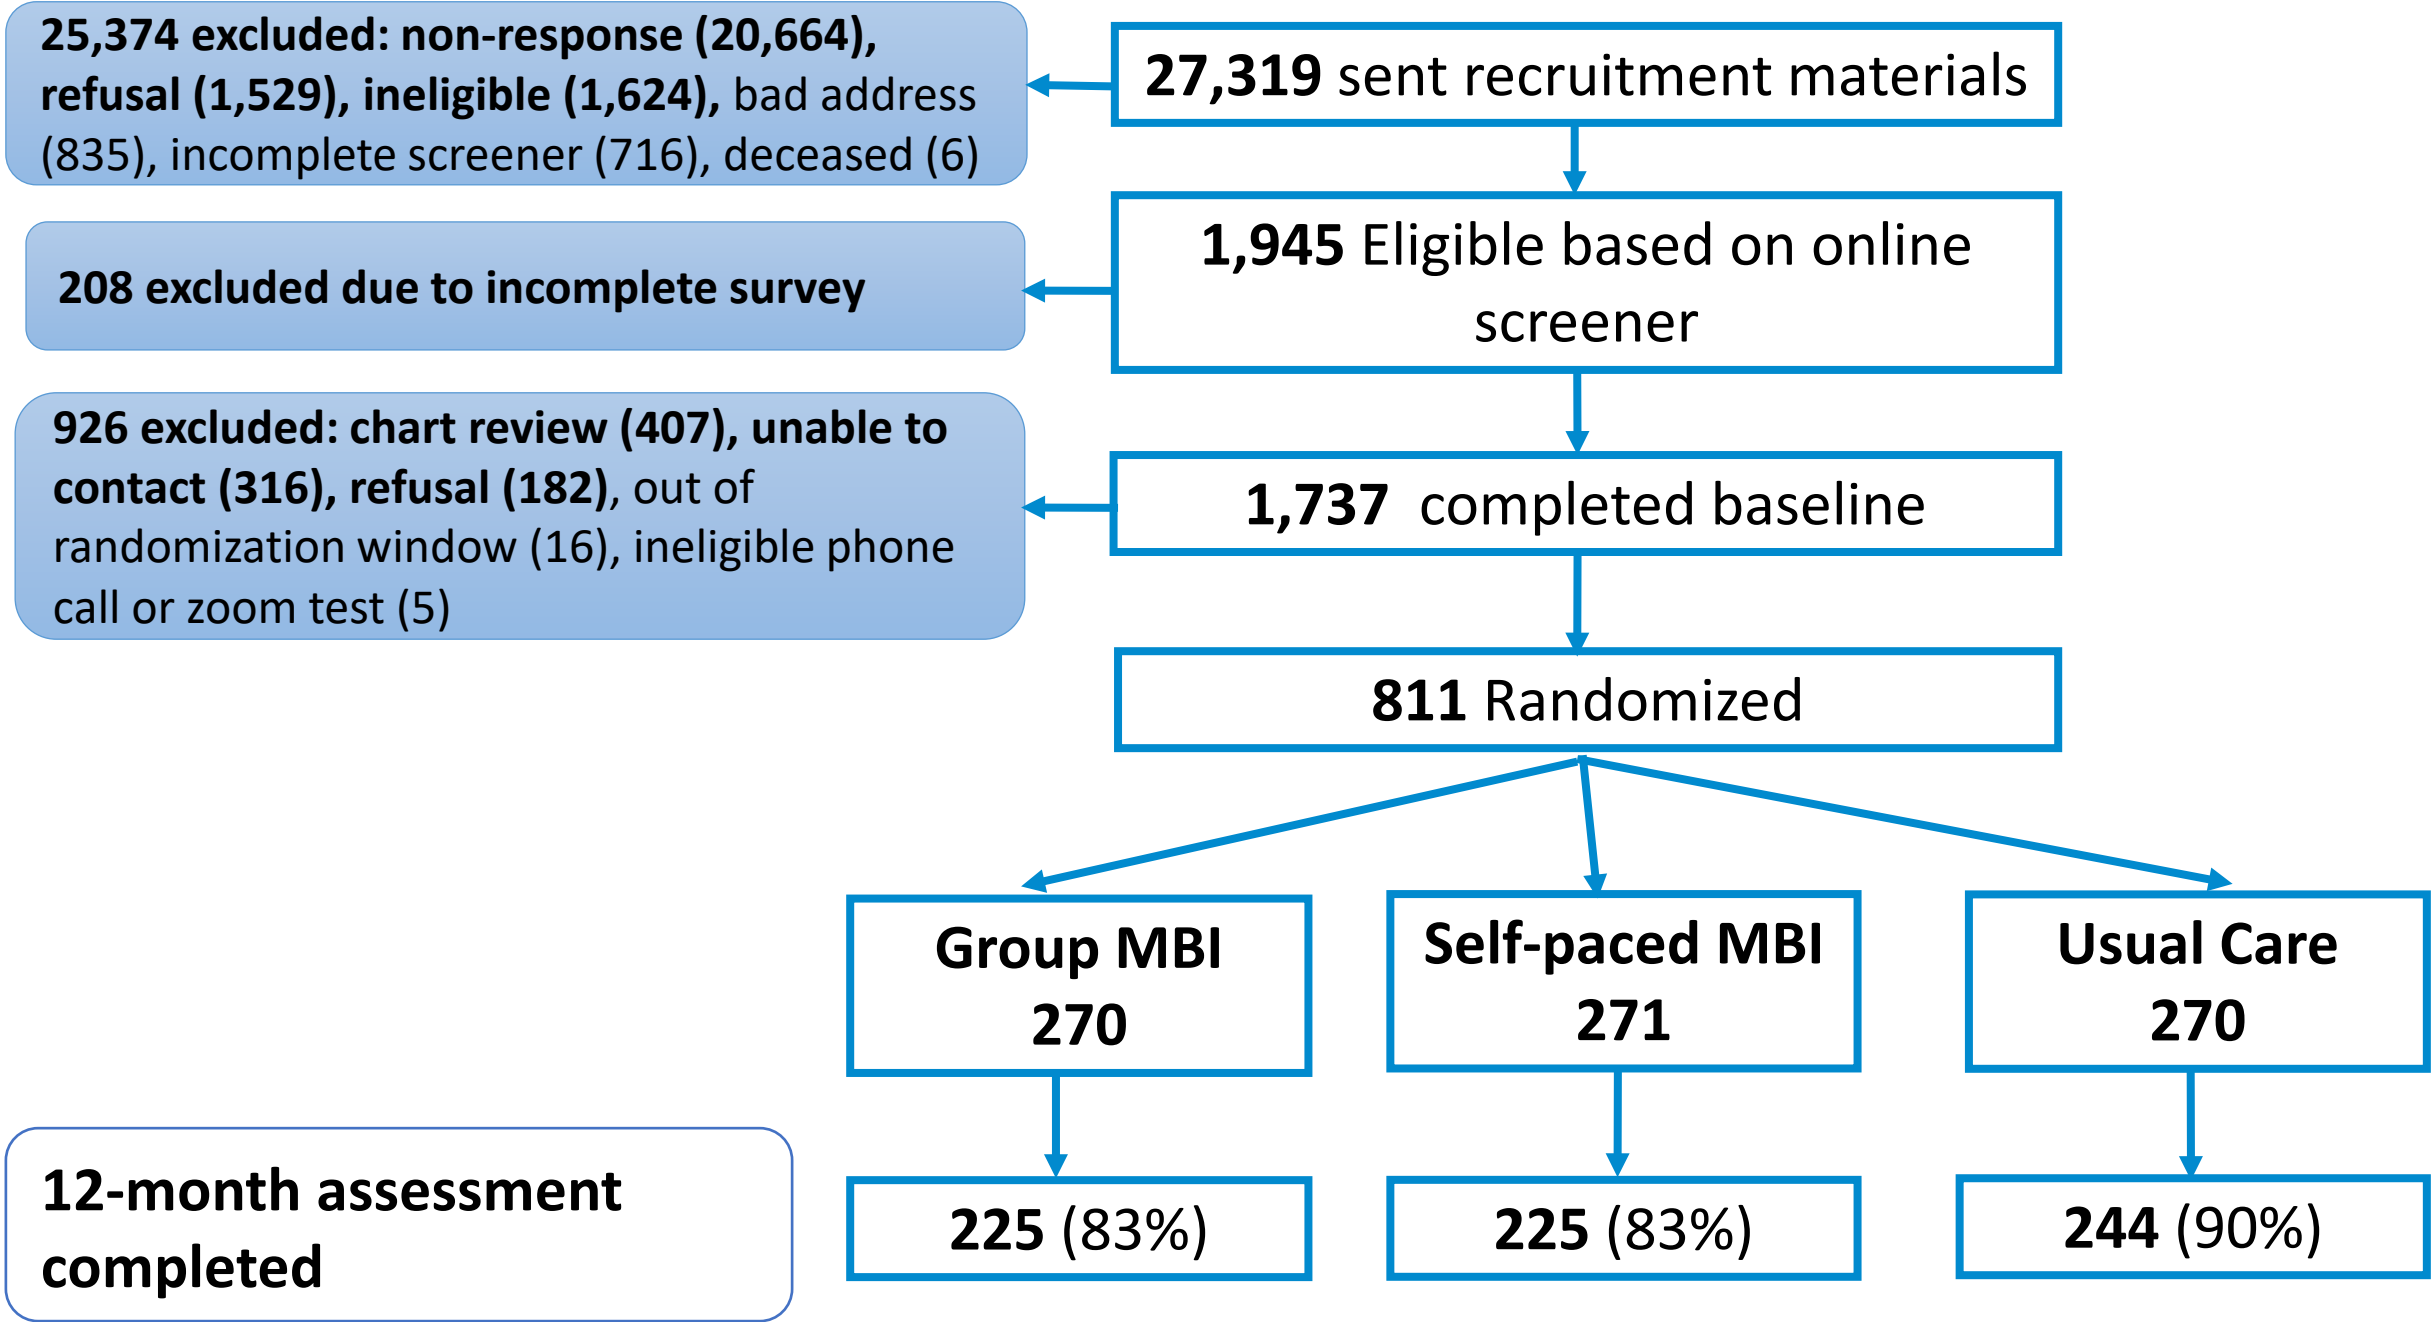 25,374 excluded: non-response (20,664),
refusal (1,529), ineligible (1,624), bad address
(835), incomplete screener (716), deceased (6)
27,319 sent recruitment materials
208 excluded due to incomplete survey
1,945 Eligible based on online
screener
926 excluded: chart review (407), unable to
contact (316), refusal (182), out of
randomization window (16), ineligible phone
call or zoom test (5)
1,737 completed baseline
811 Randomized
Group MBI
270
Self-paced MBI
271
Usual Care
270
12-month assessment
completed
225 (83%)
225 (83%)
244 (90%)